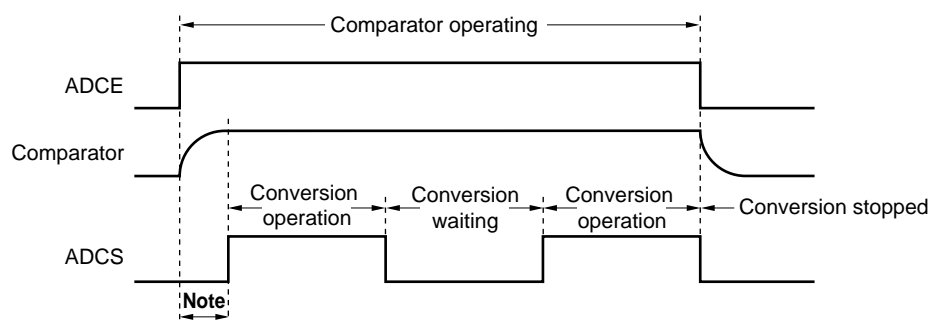 Comparator operating
ADCE
Comparator
Conversion
operation
Conversion
waiting
Conversion
operation
Conversion stopped
ADCS
Note